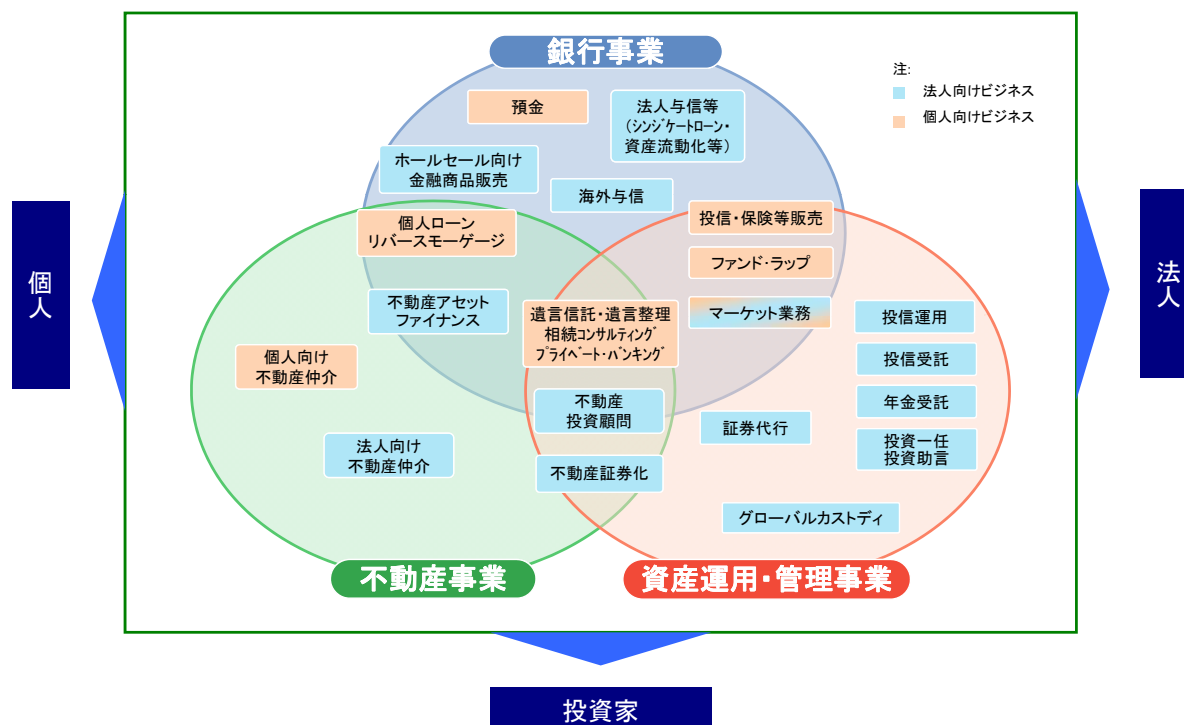 銀行事業
注:
法人向けビジネス
個人向けビジネス
預金
法人与信等
(ｼﾝｼﾞｹｰﾄﾛｰﾝ・
資産流動化等)
ホールセール向け
金融商品販売
海外与信
個人ローン
リバースモーゲージ
投信・保険等販売
ファンド・ラップ
不動産アセット
ファイナンス
遺言信託・遺言整理
相続ｺﾝｻﾙﾃｨﾝｸﾞ
ﾌﾟﾗｲﾍﾞｰﾄ・ﾊﾞﾝｷﾝｸﾞ
マーケット業務
投信運用
個人向け
不動産仲介
投信受託
不動産
投資顧問
年金受託
証券代行
法人向け
不動産仲介
投資一任
投資助言
不動産証券化
グローバルカストディ
不動産事業
資産運用・管理事業
個人
法人
投資家